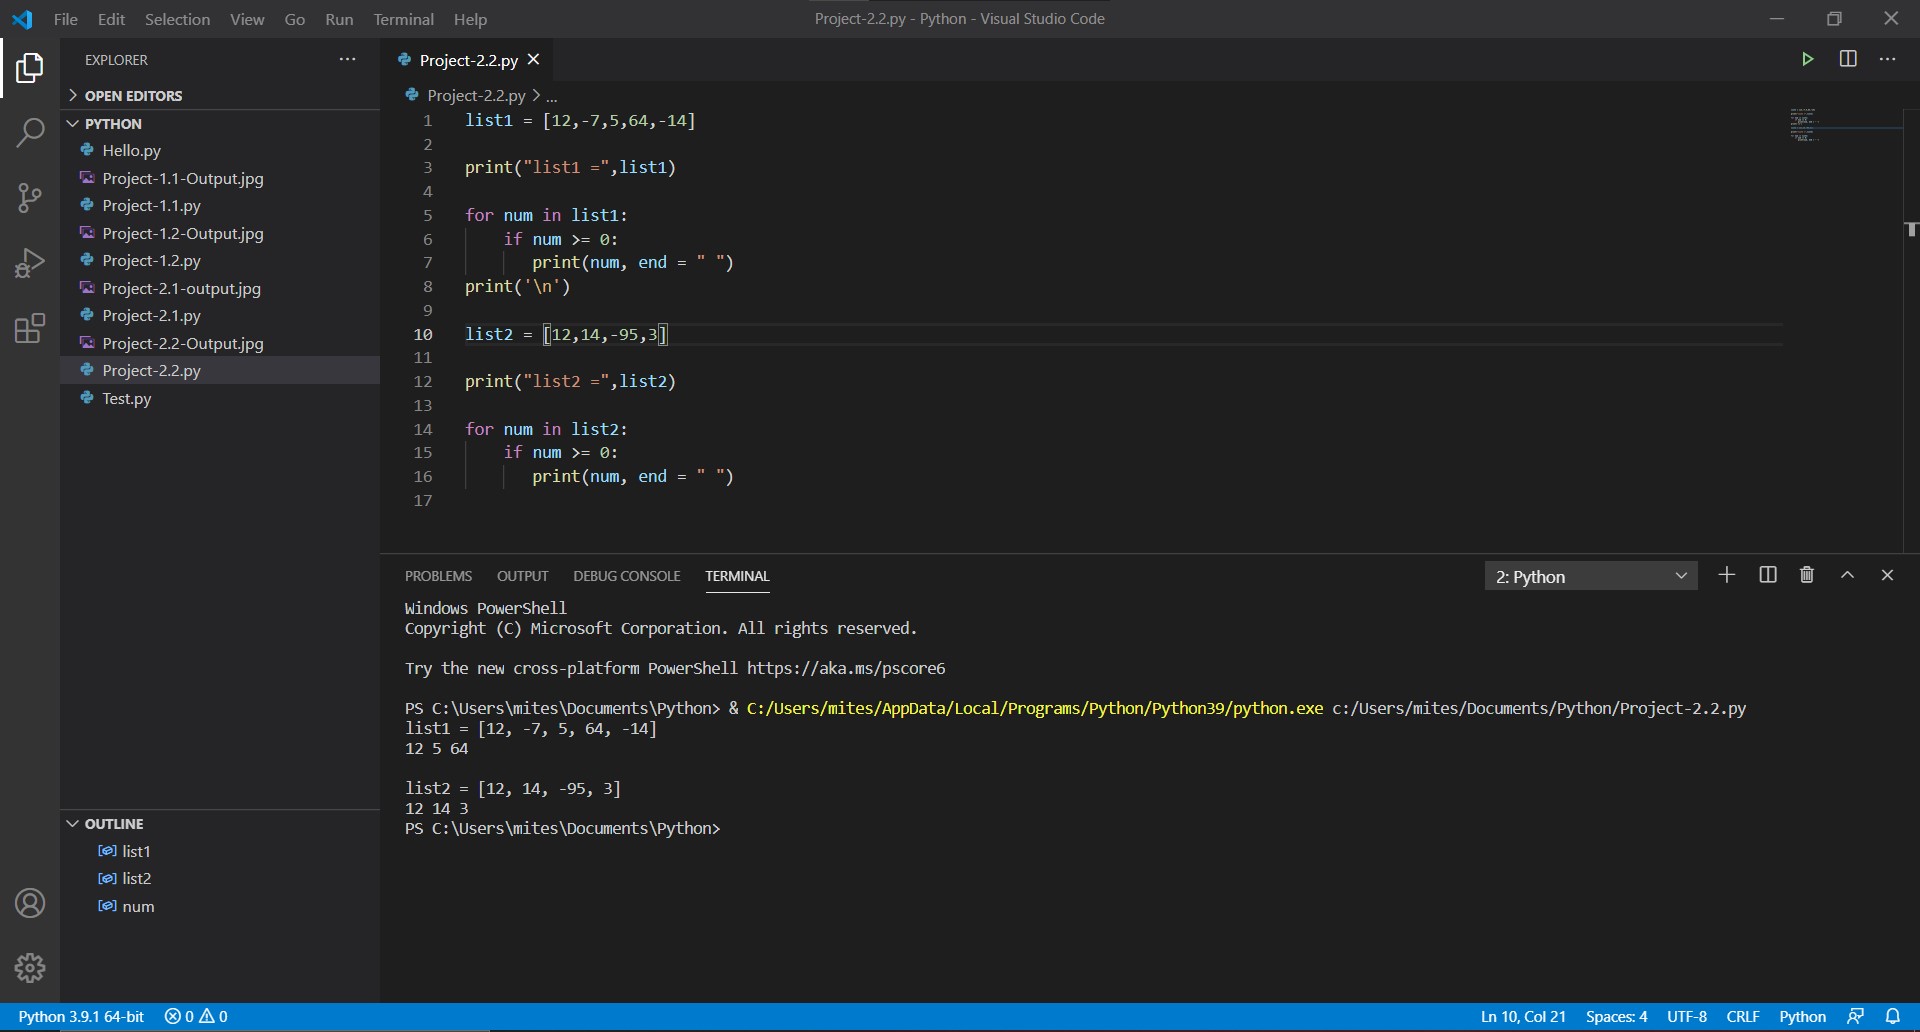 File Edit Selection View Go Run Terminal Help
Project-2.2.py - Python - Visual Studio Code
EXPLORER
OPEN EDITORS
PYTHON
Hello.py
Project-1.1-Output.jpg
Project-1.1.py
Project-1.2-Output.jpg
Project-1.2.py
Project-2.1-output.jpg
Project-2.1.py
Project-2.2-Output.jpg
Project-2.2.py
Test.py
OUTLINE
list1
list2
num
Project-2.2.py
Project-2.2.py > ...
1 list1 = [12,-7,5,64,-14]
2
3 print("list1 =",list1)
4
5 for num in list1:
6     if num >= 0:
7        print(num, end = " ")
8 print('\n')
9
10 list2 = [12,14,-95,3]
11
12 print("list2 =",list2)
13
14 for num in list2:
15     if num >= 0:
16        print(num, end = " ")
17
PROBLEMS OUTPUT DEBUG CONSOLE TERMINAL
2: Python
Windows PowerShell
Copyright (C) Microsoft Corporation. All rights reserved.
Try the new cross-platform PowerShell https://aka.ms/pscore6
PS C:\Users\mites\Documents\Python> & C:/Users/mites/AppData/Local/Programs/Python/Python39/python.exe c:/Users/mites/Documents/Python/Project-2.2.py
list1 = [12, -7, 5, 64, -14]
12 5 64
list2 = [12, 14, -95, 3]
12 14 3
PS C:\Users\mites\Documents\Python>
Python 3.9.1 64-bit 0 0
Ln 10, Col 21 Spaces: 4 UTF-8 CRLF Python